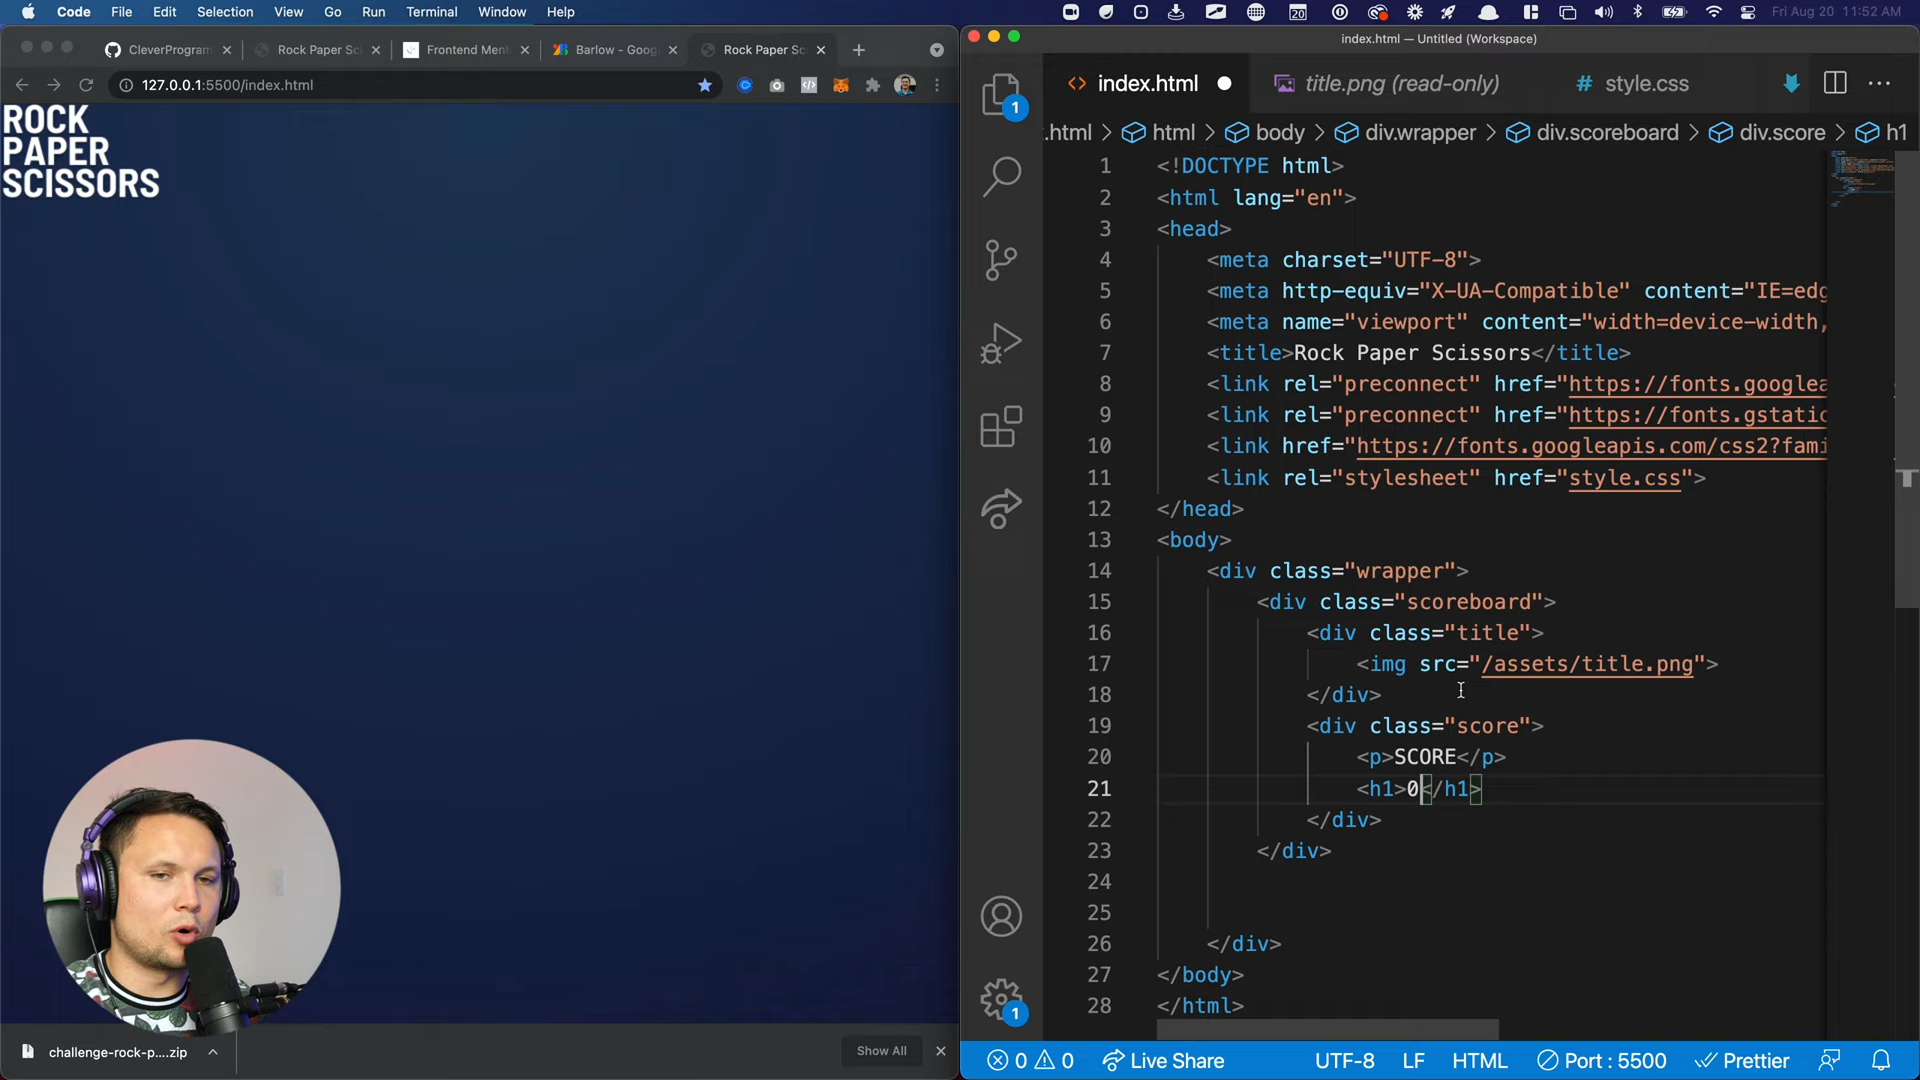 Code File Edit Selection View Go Run Terminal Window Help
20
Fri Aug 20 11:52 AM
CleverProgram
Rock Paper Sci
Frontend Ment
Barlow - Goog
Rock Paper Sci
127.0.0.1:5500/index.html
ROCK
PAPER
SCISSORS
challenge-rock-p....zip
Show All
index.html — Untitled (Workspace)
index.html
title.png (read-only)
# style.css
.html > html > body > div.wrapper > div.scoreboard > div.score > h1
1
1
1 <!DOCTYPE html>
2 <html lang="en">
3 <head>
4 <meta charset="UTF-8">
5 <meta http-equiv="X-UA-Compatible" content="IE=edg
6 <meta name="viewport" content="width=device-width,
7 <title>Rock Paper Scissors</title>
8 <link rel="preconnect" href="https://fonts.googlea
9 <link rel="preconnect" href="https://fonts.gstatic
10 <link href="https://fonts.googleapis.com/css2?fami
11 <link rel="stylesheet" href="style.css">
12 </head>
13 <body>
14 <div class="wrapper">
15 <div class="scoreboard">
16 <div class="title">
17 <img src="/assets/title.png">
18 </div>
19 <div class="score">
20 <p>SCORE</p>
21 <h1>0</h1>
22 </div>
23 </div>
24
25
26 </div>
27 </body>
28 </html>
0 0 Live Share UTF-8 LF HTML Port : 5500 Prettier